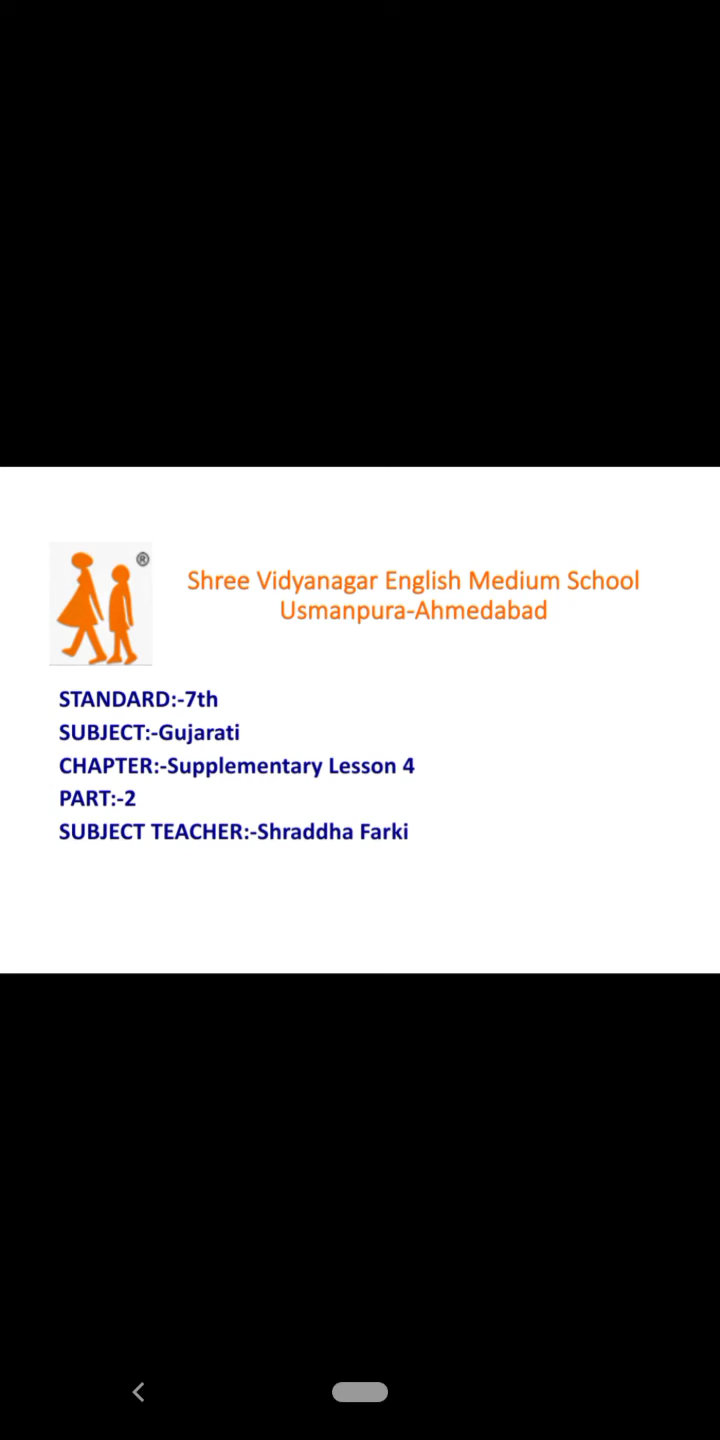 ®
Shree Vidyanagar English Medium School
Usmanpura-Ahmedabad
STANDARD:-7th
SUBJECT:-Gujarati
CHAPTER:-Supplementary Lesson 4
PART:-2
SUBJECT TEACHER:-Shraddha Farki